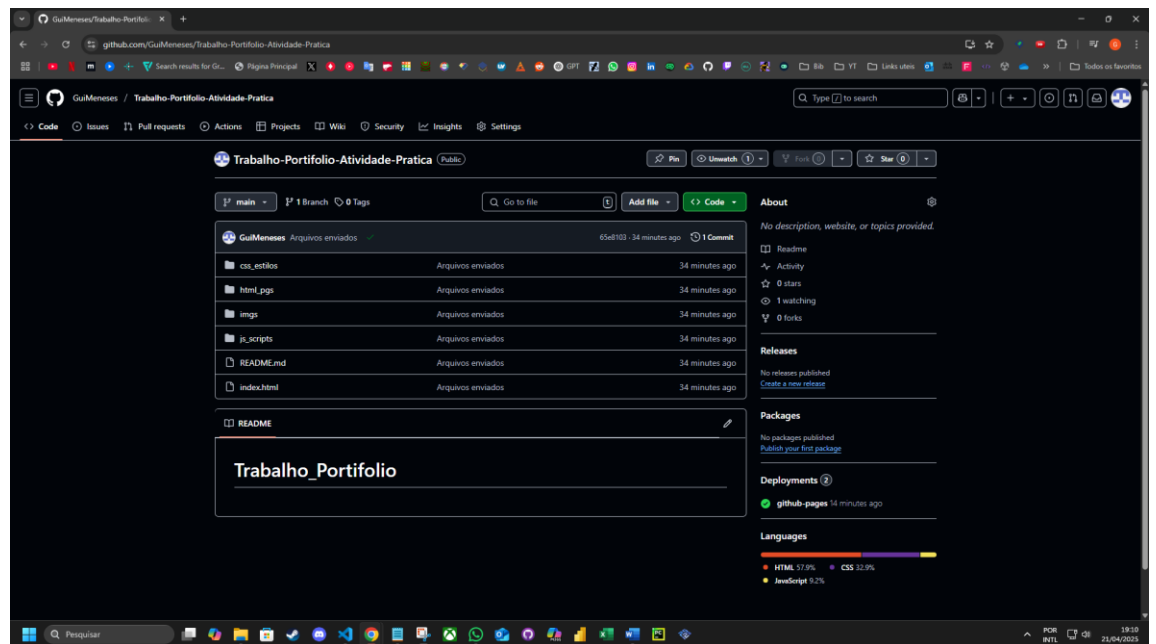 GuiMeneses/Trabalho-Portifolio
github.com/GuiMeneses/Trabalho-Portifolio-Atividade-Pratica
Search results for Gr... Página Principal GPT Bib YT Links uteis Todos os favoritos
GuiMeneses / Trabalho-Portifolio-Atividade-Pratica Type / to search
Code Issues Pull requests Actions Projects Wiki Security Insights Settings
Trabalho-Portifolio-Atividade-Pratica Public Pin Unwatch 1 Fork 0 Star 0
main 1 Branch 0 Tags Go to file t Add file Code
GuiMeneses Arquivos enviados 65e8103 · 34 minutes ago 1 Commit
css_estilos Arquivos enviados 34 minutes ago
html_pgs Arquivos enviados 34 minutes ago
imgs Arquivos enviados 34 minutes ago
js_scripts Arquivos enviados 34 minutes ago
README.md Arquivos enviados 34 minutes ago
index.html Arquivos enviados 34 minutes ago
README
Trabalho_Portifolio
About
No description, website, or topics provided.
Readme
Activity
0 stars
1 watching
0 forks
Releases
No releases published
Create a new release
Packages
No packages published
Publish your first package
Deployments 2
github-pages 14 minutes ago
Languages
HTML 57.9% CSS 32.9%
JavaScript 9.2%
Pesquisar
POR
INTL
19:10
21/04/2025